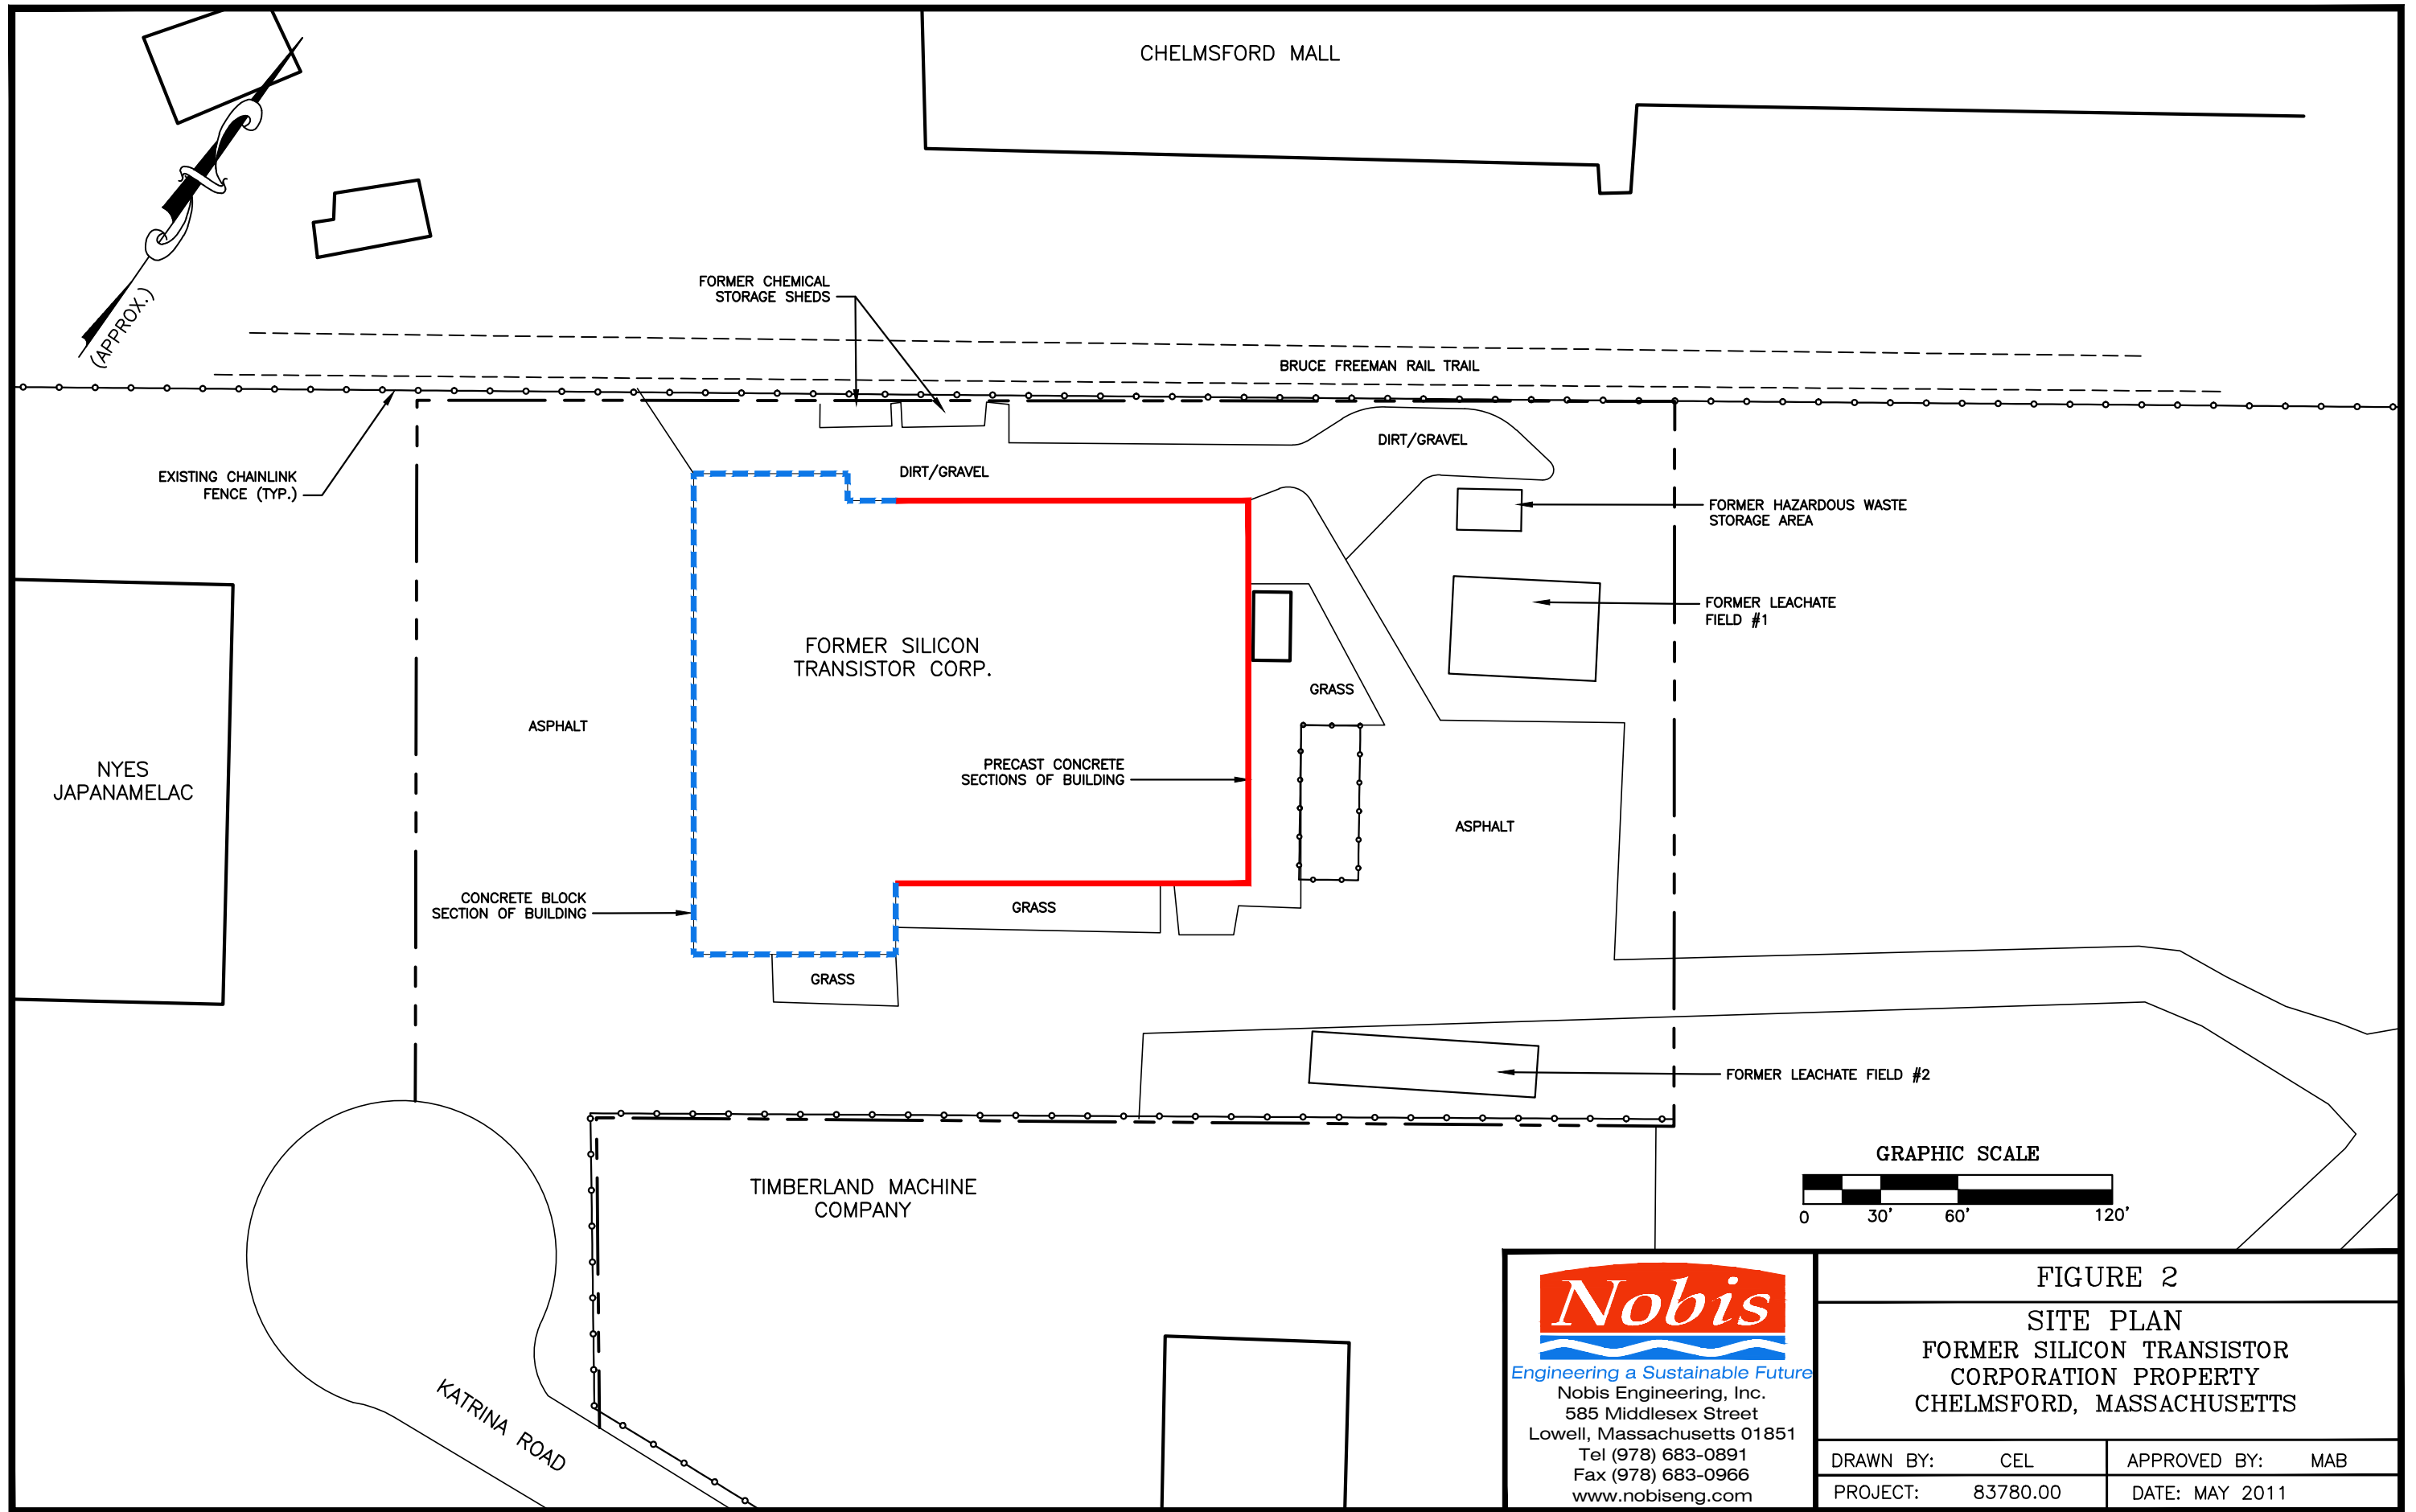 CHELMSFORD MALL
(APPROX.)
FORMER CHEMICAL
STORAGE SHEDS
BRUCE FREEMAN RAIL TRAIL
EXISTING CHAINLINK
FENCE (TYP.)
DIRT/GRAVEL
DIRT/GRAVEL
FORMER HAZARDOUS WASTE
STORAGE AREA
FORMER LEACHATE
FIELD #1
FORMER SILICON
TRANSISTOR CORP.
GRASS
ASPHALT
NYES
JAPANAMELAC
PRECAST CONCRETE
SECTIONS OF BUILDING
ASPHALT
CONCRETE BLOCK
SECTION OF BUILDING
GRASS
GRASS
FORMER LEACHATE FIELD #2
TIMBERLAND MACHINE
COMPANY
KATRINA ROAD
GRAPHIC SCALE
0 30' 60' 120'
Nobis
Engineering a Sustainable Future
Nobis Engineering, Inc.
585 Middlesex Street
Lowell, Massachusetts 01851
Tel (978) 683-0891
Fax (978) 683-0966
www.nobiseng.com
FIGURE 2
SITE PLAN
FORMER SILICON TRANSISTOR
CORPORATION PROPERTY
CHELMSFORD, MASSACHUSETTS
DRAWN BY: CEL
APPROVED BY: MAB
PROJECT: 83780.00
DATE: MAY 2011